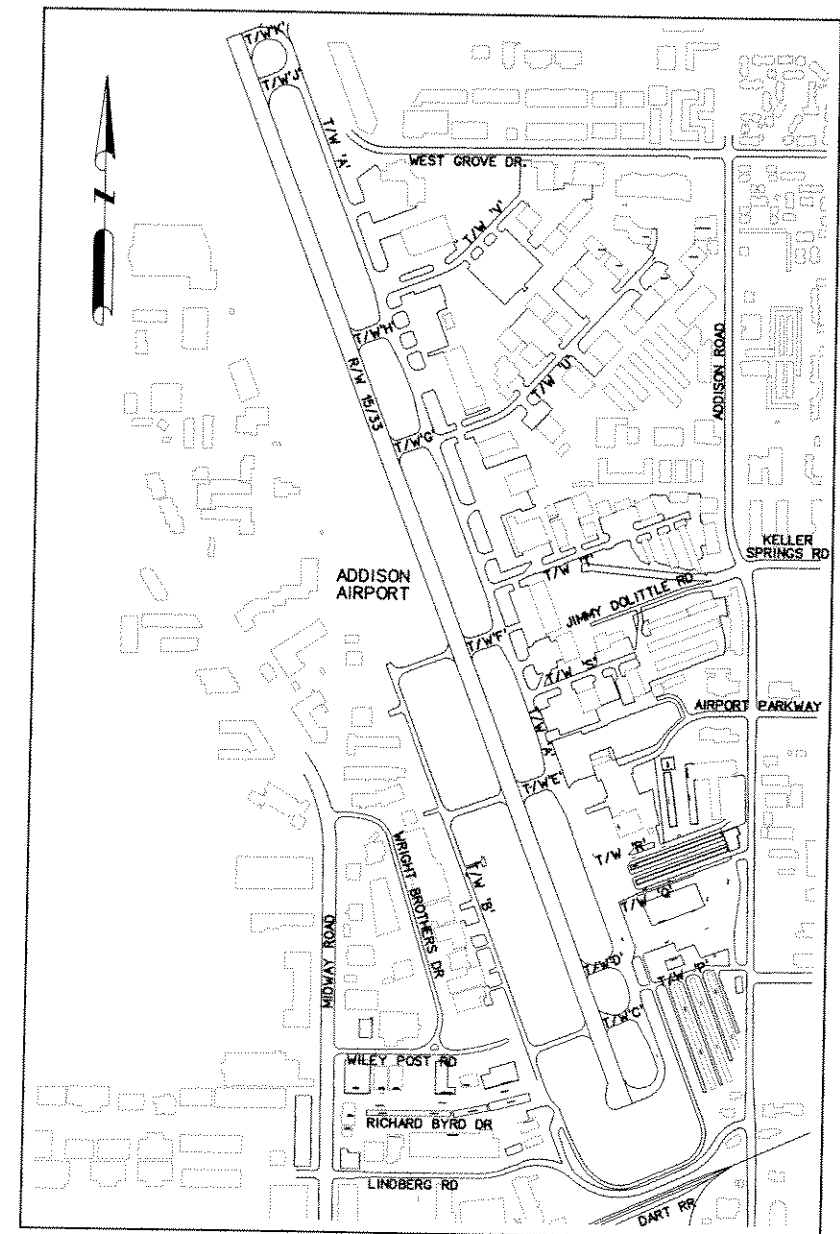 T/W'K'
T/W'J'
T/W 'A'
WEST GROVE DR.
T/W 'V'
N
T/W'H'
R/W 15/33
T/W 'U'
ADDISON ROAD
T/W'G'
KELLER
SPRINGS RD
T/W 'T'
ADDISON
AIRPORT
JIMMY DOLITTLE RD
T/W'F'
T/W 'S'
AIRPORT PARKWAY
T/W 'A'
T/W'E'
T/W 'R'
WRIGHT BROTHERS DR
T/W 'B'
T/W 'Q'
MIDWAY ROAD
T/W'D'
T/W 'P'
T/W'C'
WILEY POST RD
RICHARD BYRD DR
LINDBERG RD
DART RR